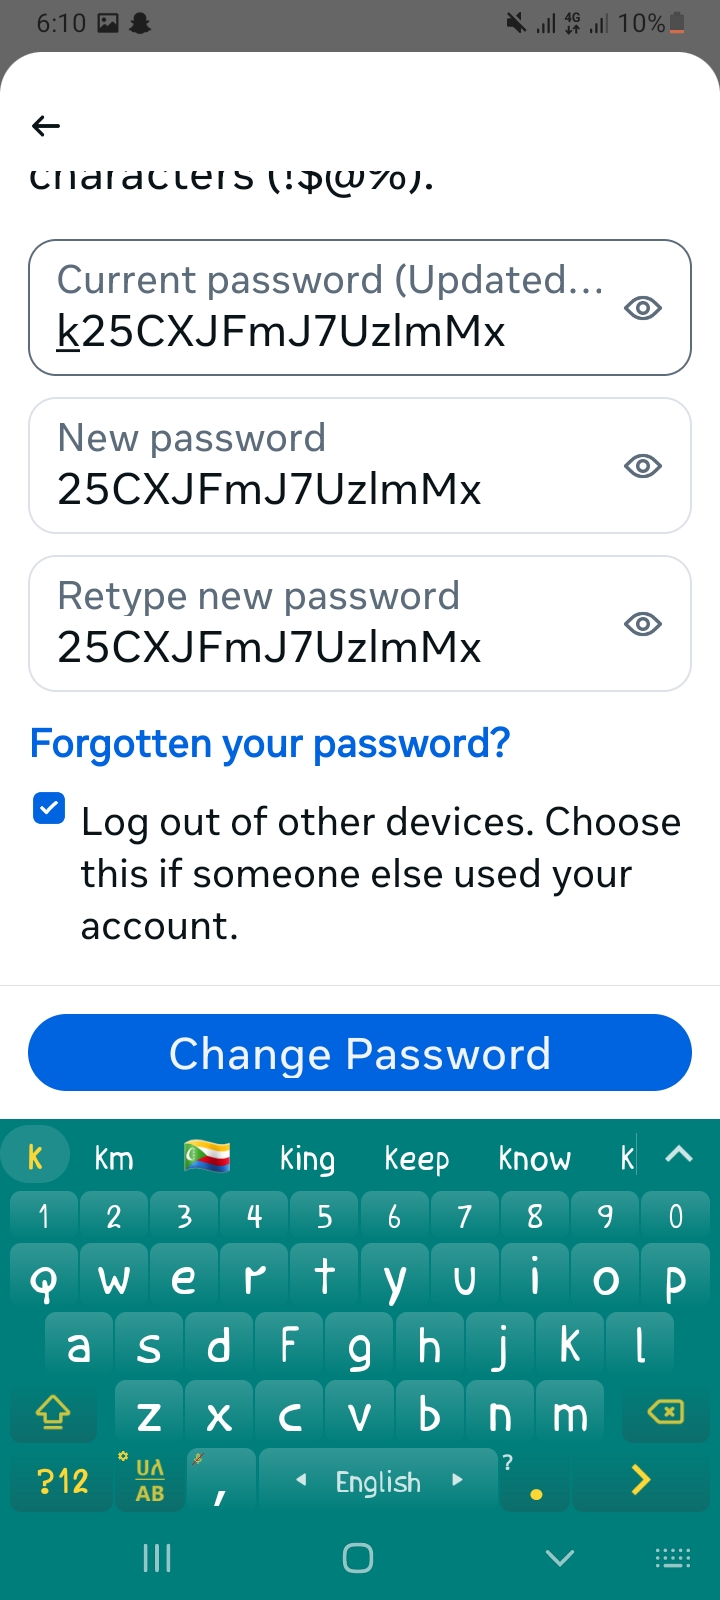 6:10 4G 10%
characters (!$@%).
Current password (Updated...
k25CXJFmJ7UzlmMx
New password
25CXJFmJ7UzlmMx
Retype new password
25CXJFmJ7UzlmMx
Forgotten your password?
Log out of other devices. Choose
this if someone else used your
account.
Change Password
k km king keep know k
1 2 3 4 5 6 7 8 9 0
q w e r t y u i o p
a s d f g h j k l
z x c v b n m
?12 ԱԱ AB , English ? .